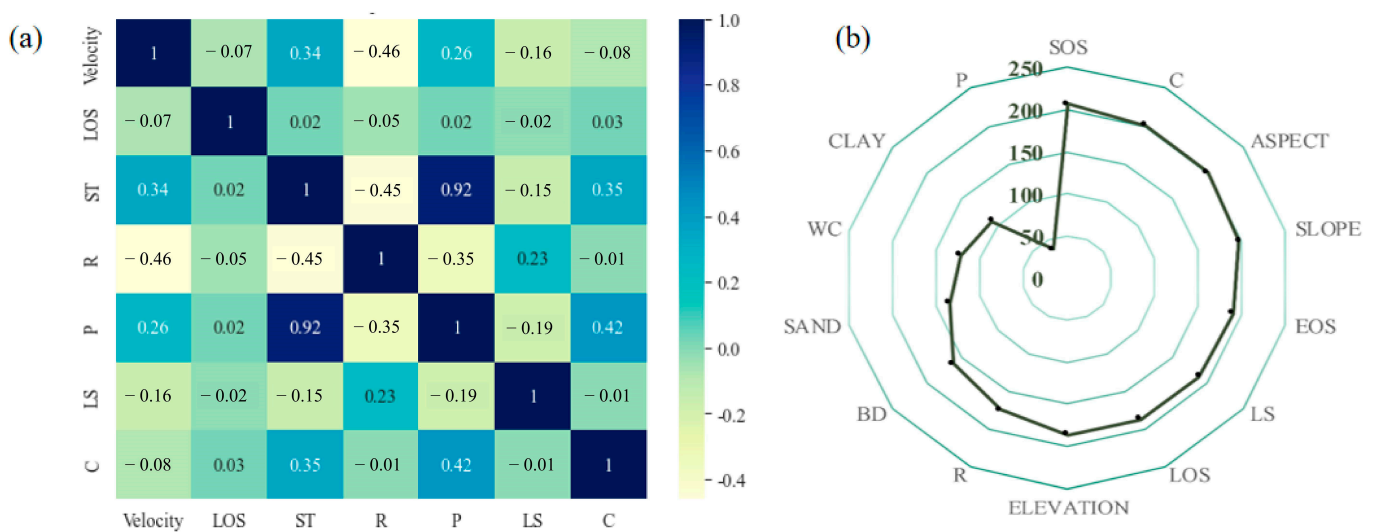 (a)
Velocity 1 − 0.07 0.34 − 0.46 0.26 − 0.16 − 0.08
LOS − 0.07 1 0.02 − 0.05 0.02 − 0.02 0.03
ST 0.34 0.02 1 − 0.45 0.92 − 0.15 0.35
R − 0.46 − 0.05 − 0.45 1 − 0.35 0.23 − 0.01
P 0.26 0.02 0.92 − 0.35 1 − 0.19 0.42
LS − 0.16 − 0.02 − 0.15 0.23 − 0.19 1 − 0.01
C − 0.08 0.03 0.35 − 0.01 0.42 − 0.01 1
Velocity LOS ST R P LS C
1.0
0.8
0.6
0.4
0.2
0.0
-0.2
-0.4
(b)
SOS
C
ASPECT
SLOPE
EOS
LS
LOS
ELEVATION
R
BD
SAND
WC
CLAY
P
250
200
150
100
50
0